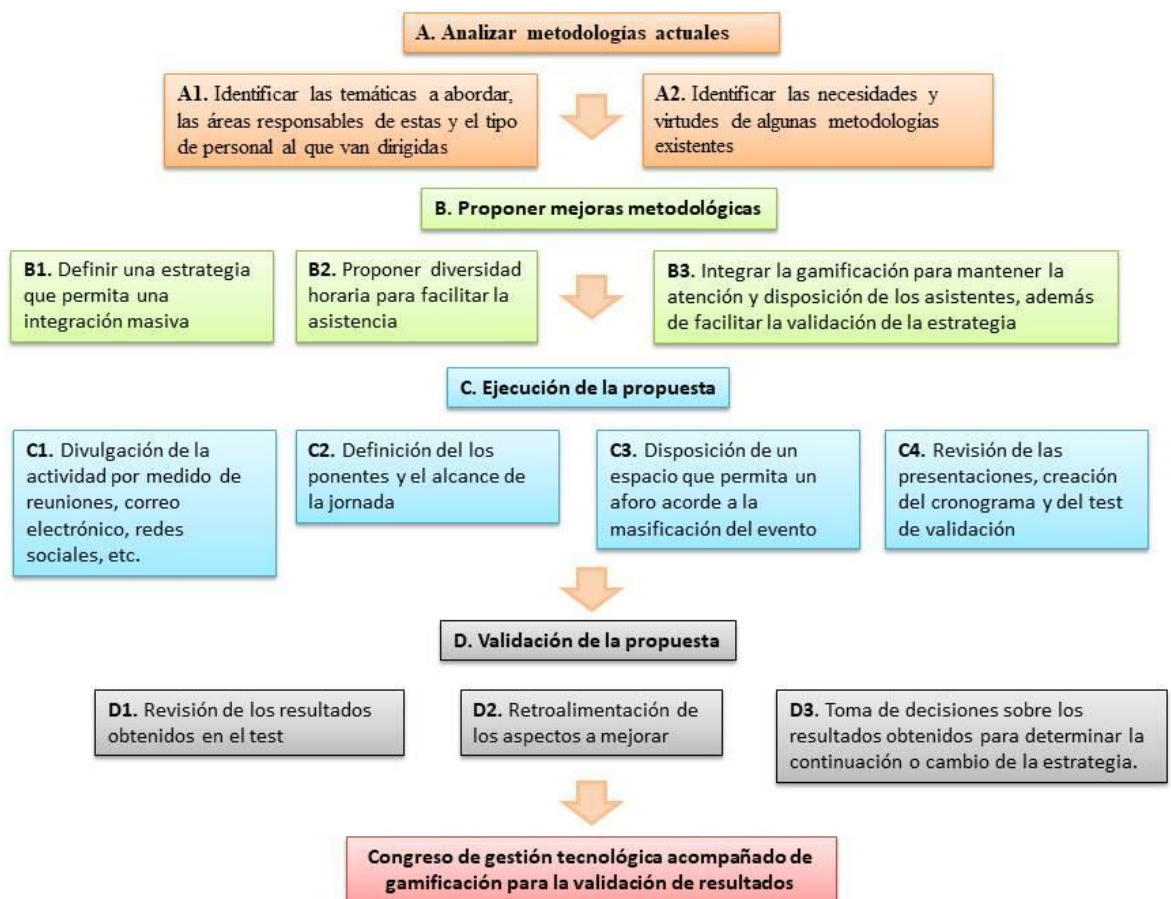 A. Analizar metodologías actuales
A1. Identificar las temáticas a abordar,
las áreas responsables de estas y el tipo
de personal al que van dirigidas
A2. Identificar las necesidades y
virtudes de algunas metodologías
existentes
B. Proponer mejoras metodológicas
B1. Definir una estrategia
que permita una
integración masiva
B2. Proponer diversidad
horaria para facilitar la
asistencia
B3. Integrar la gamificación para mantener la
atención y disposición de los asistentes, además
de facilitar la validación de la estrategia
C. Ejecución de la propuesta
C1. Divulgación de la
actividad por medido de
reuniones, correo
electrónico, redes
sociales, etc.
C2. Definición del los
ponentes y el alcance de
la jornada
C3. Disposición de un
espacio que permita un
aforo acorde a la
masificación del evento
C4. Revisión de las
presentaciones, creación
del cronograma y del test
de validación
D. Validación de la propuesta
D1. Revisión de los resultados
obtenidos en el test
D2. Retroalimentación de
los aspectos a mejorar
D3. Toma de decisiones sobre los
resultados obtenidos para determinar la
continuación o cambio de la estrategia.
Congreso de gestión tecnológica acompañado de
gamificación para la validación de resultados